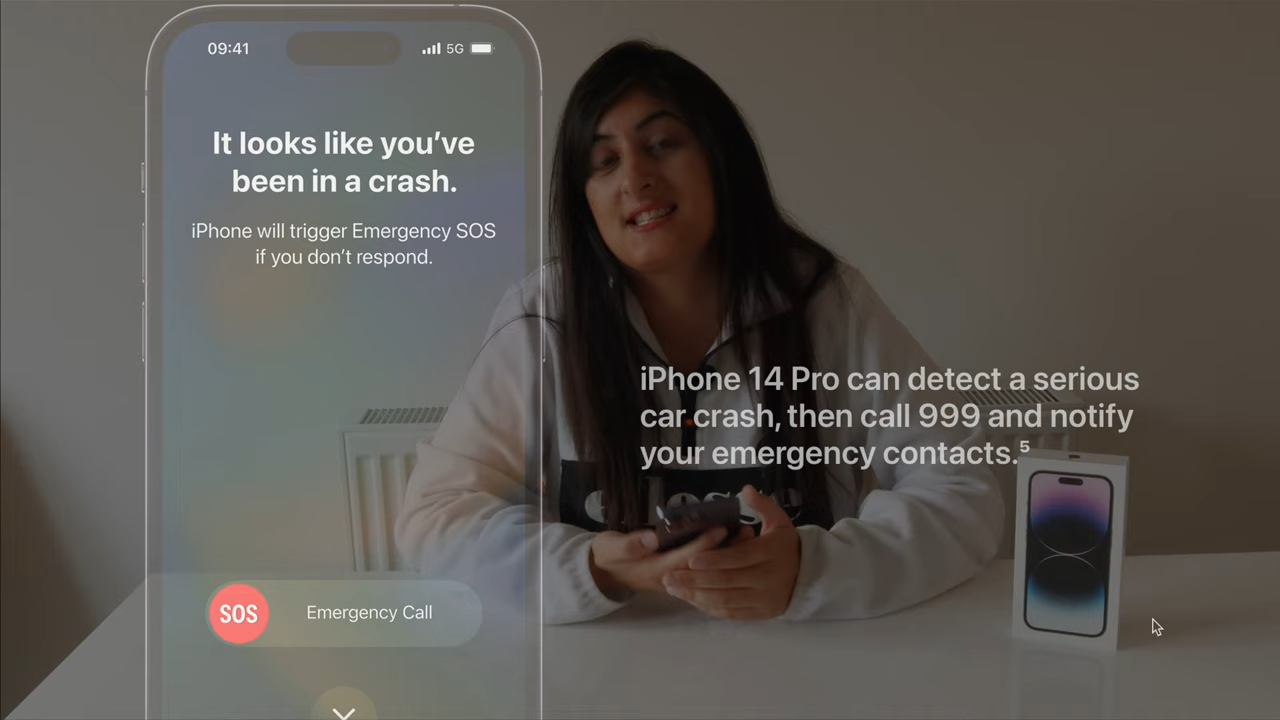 09:41
5G
It looks like you’ve
been in a crash.
iPhone will trigger Emergency SOS
if you don’t respond.
iPhone 14 Pro can detect a serious
car crash, then call 999 and notify
your emergency contacts.⁵
SOS
Emergency Call